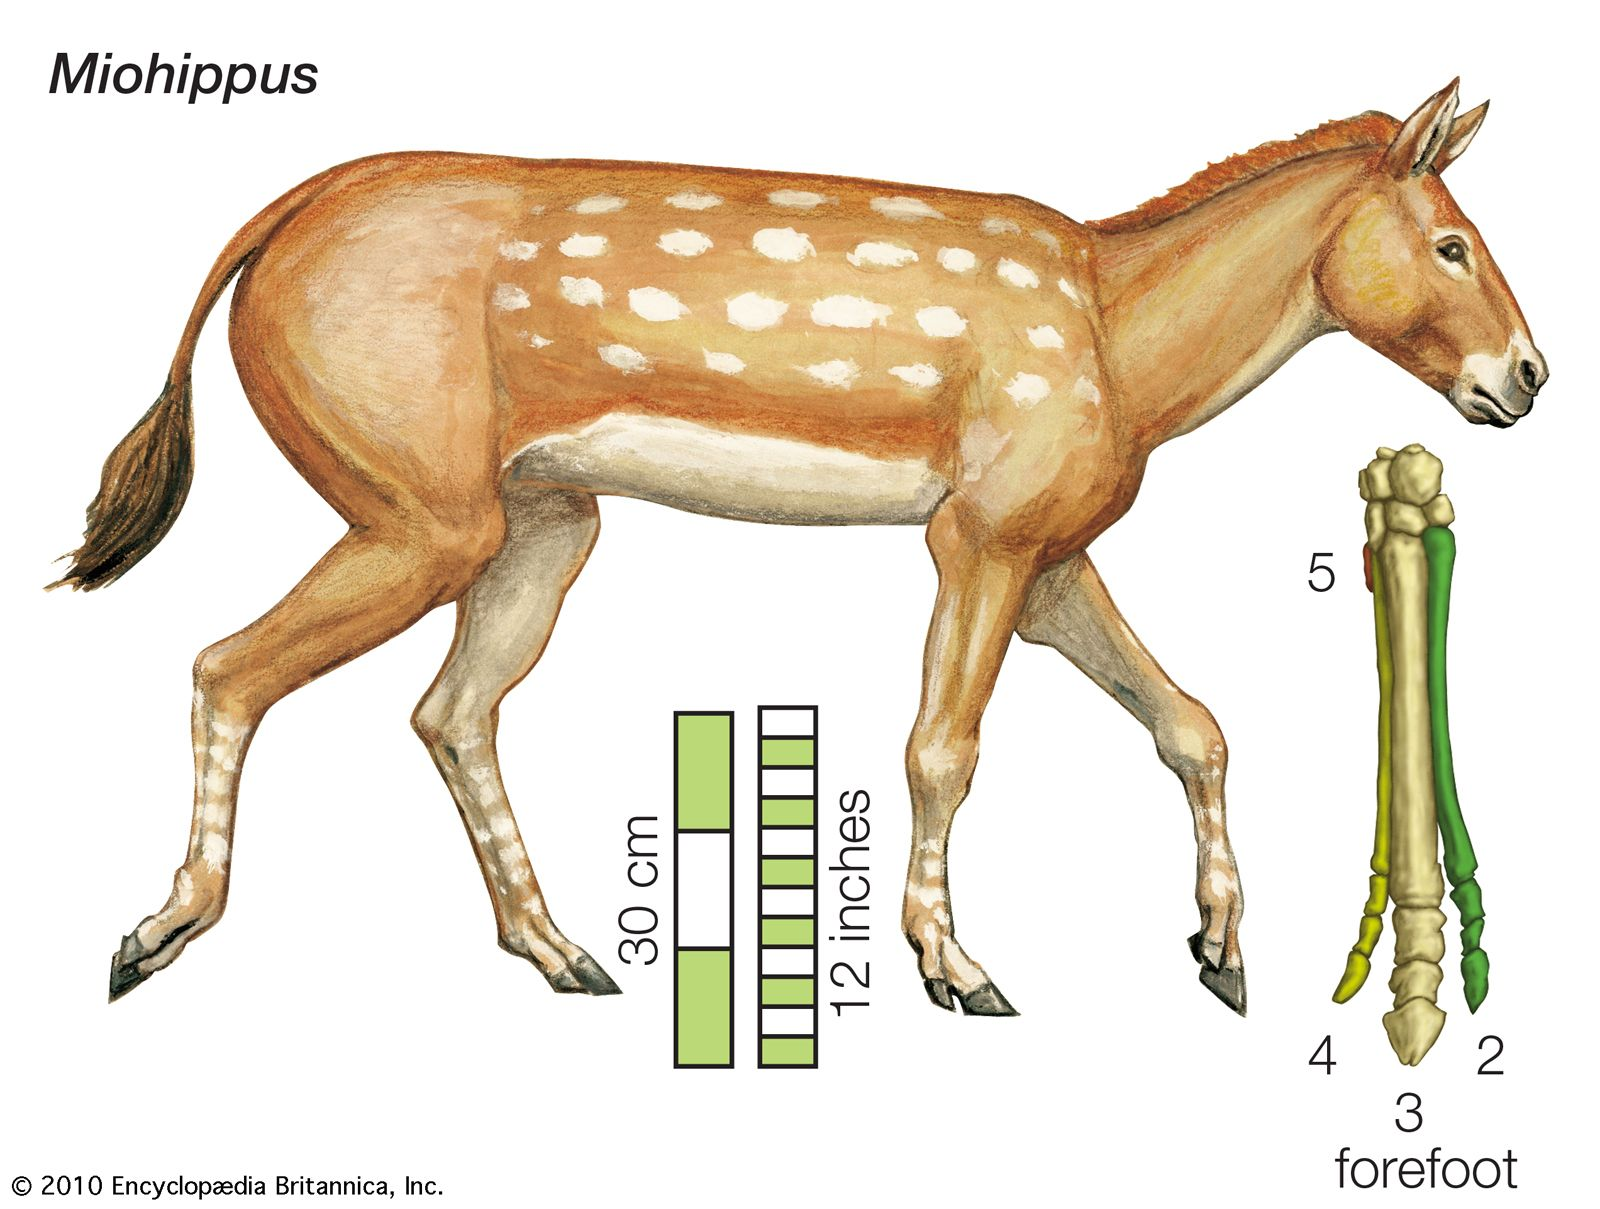 Miohippus
5
30 cm
12 inches
4
2
3
forefoot
© 2010 Encyclopædia Britannica, Inc.